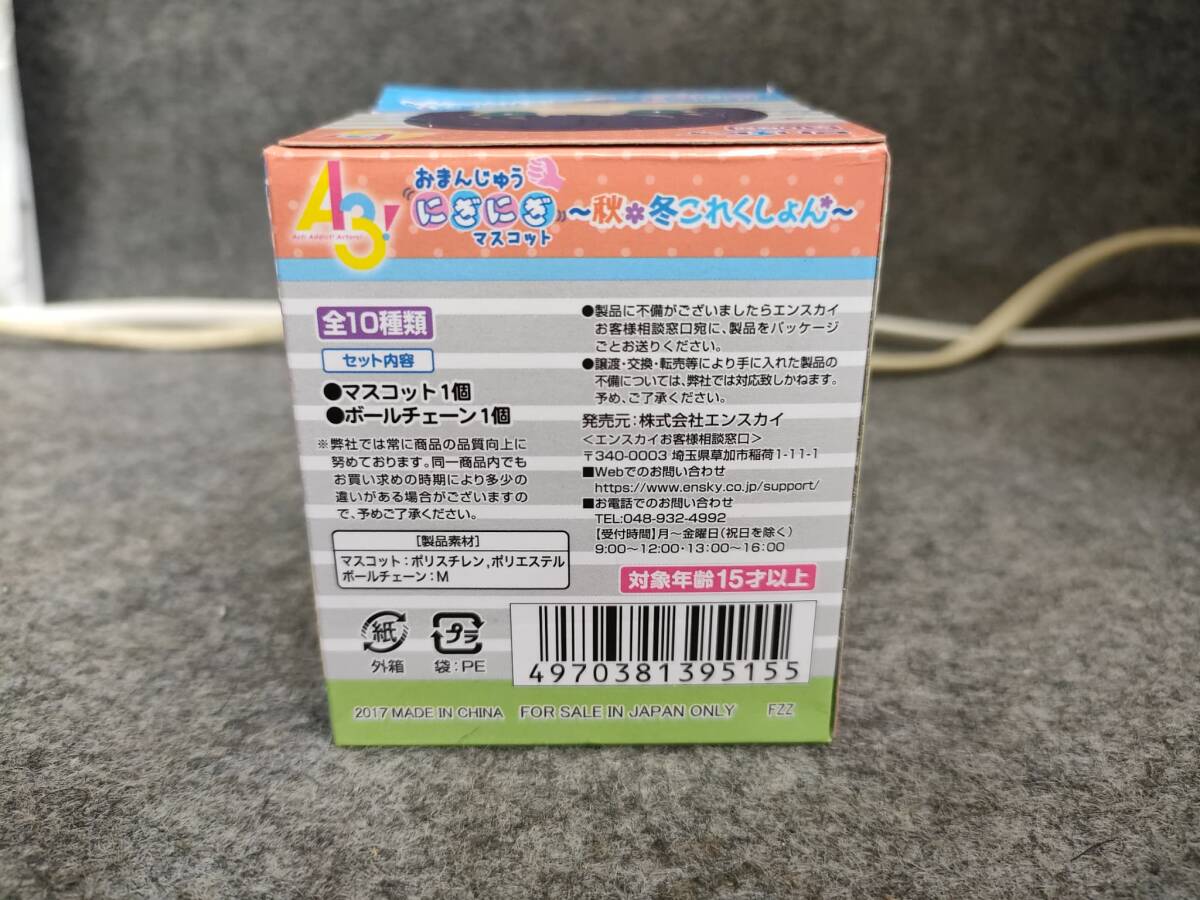 A3!
Act! Addict! Actors!
おまんじゅう
にぎにぎ
マスコット
～秋冬これくしょん～
全10種類
セット内容
●マスコット1個
●ボールチェーン1個
※弊社では常に商品の品質向上に
努めております。同一商品内でも
お買い求めの時期により多少の
違いがある場合がございますの
で、予めご了承ください。
［製品素材］
マスコット：ポリスチレン,ポリエステル
ボールチェーン：M
紙
外箱
プラ
袋：PE
●製品に不備がございましたらエンスカイ
お客様相談窓口宛に、製品をパッケージ
ごとお送りください。
●譲渡・交換・転売等により手に入れた製品の
不備については、弊社では対応致しかねます。
予め、ご了承ください。
発売元：株式会社エンスカイ
＜エンスカイお客様相談窓口＞
〒340-0003 埼玉県草加市稲荷1-11-1
■Webでのお問い合わせ
https://www.ensky.co.jp/support/
■お電話でのお問い合わせ
TEL:048-932-4992
【受付時間】月～金曜日(祝日を除く)
9:00～12:00・13:00～16:00
対象年齢15才以上
4970381395155
2017 MADE IN CHINA FOR SALE IN JAPAN ONLY FZZ